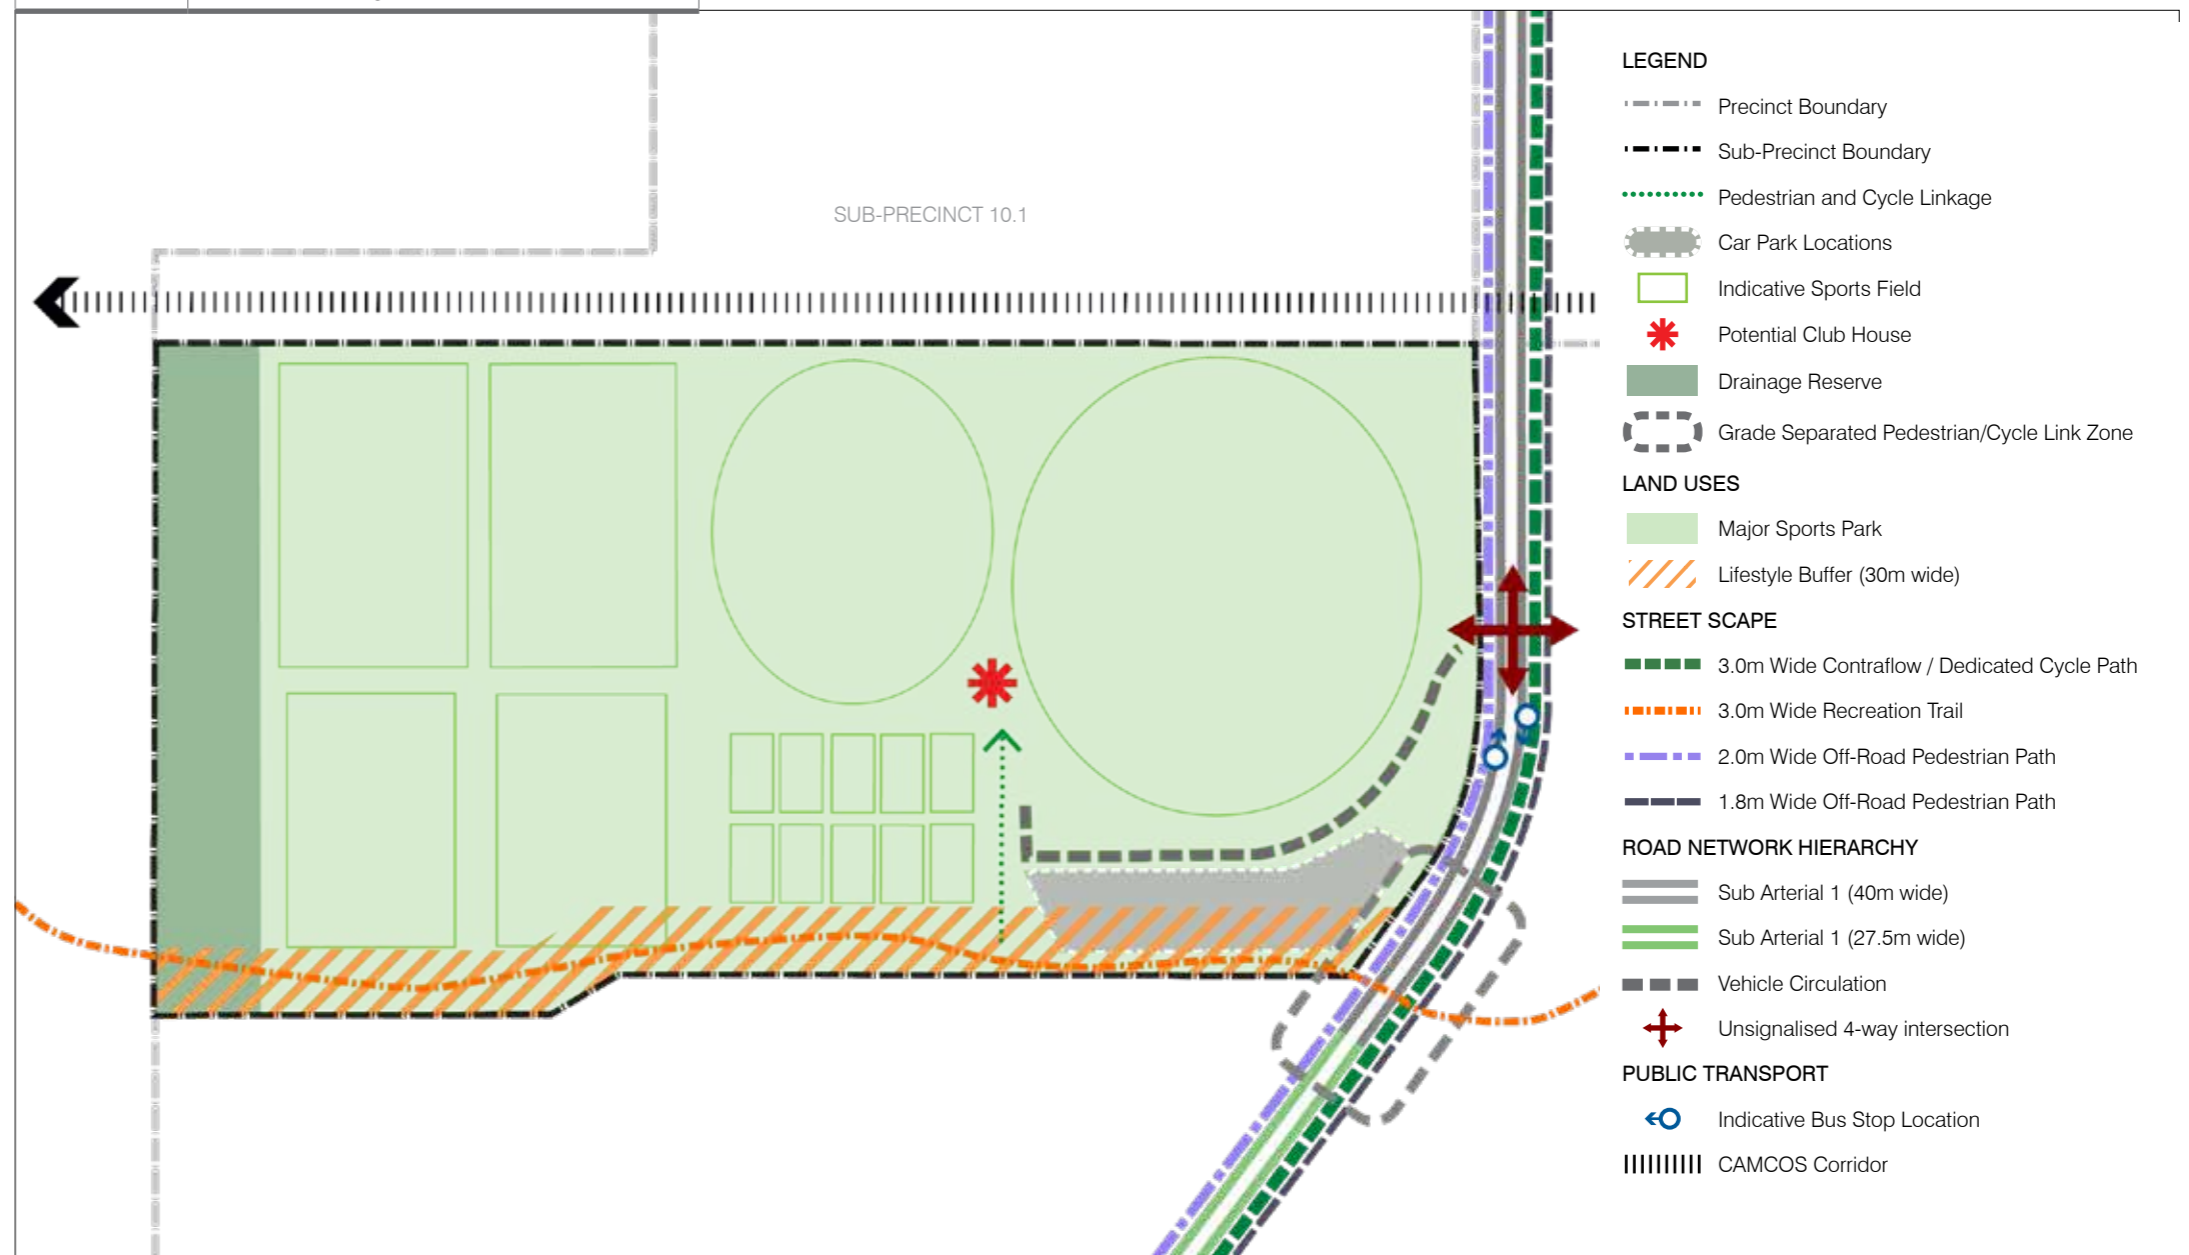 SUB-PRECINCT 10.1
LEGEND
Precinct Boundary
Sub-Precinct Boundary
Pedestrian and Cycle Linkage
Car Park Locations
Indicative Sports Field
Potential Club House
Drainage Reserve
Grade Separated Pedestrian/Cycle Link Zone
LAND USES
Major Sports Park
Lifestyle Buffer (30m wide)
STREET SCAPE
3.0m Wide Contraflow / Dedicated Cycle Path
3.0m Wide Recreation Trail
2.0m Wide Off-Road Pedestrian Path
1.8m Wide Off-Road Pedestrian Path
ROAD NETWORK HIERARCHY
Sub Arterial 1 (40m wide)
Sub Arterial 1 (27.5m wide)
Vehicle Circulation
Unsignalised 4-way intersection
PUBLIC TRANSPORT
Indicative Bus Stop Location
CAMCOS Corridor